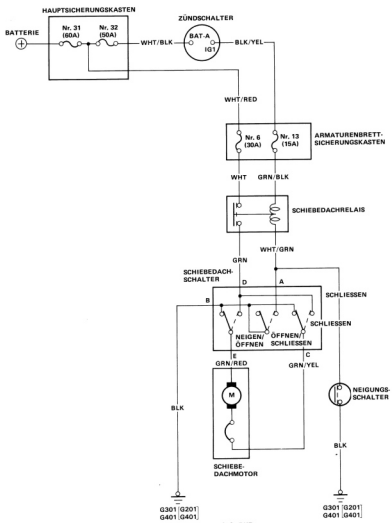 HAUPTSICHERUNGSKASTEN
BATTERIE
Nr. 31
(60A)
Nr. 32
(50A)
ZÜNDSCHALTER
BAT-A
IG1
WHT/BLK
BLK/YEL
WHT/RED
Nr. 6
(30A)
Nr. 13
(15A)
ARMATURENBRETT-
SICHERUNGSKASTEN
WHT
GRN/BLK
SCHIEBEDACHRELAIS
WHT/GRN
GRN
SCHIEBEDACH-
SCHALTER
D
A
B
SCHLIESSEN
SCHLIESSEN
NEIGEN/
ÖFFNEN
ÖFFNEN/
SCHLIESSEN
E
C
GRN/RED
GRN/YEL
M
NEIGUNGS-
SCHALTER
BLK
BLK
SCHIEBE-
DACHMOTOR
G301 [G201]
G401 [G401]
G301 [G201]
G401 [G401]